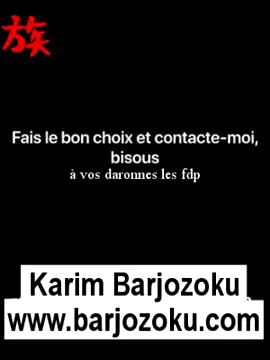 族
Fais le bon choix et contacte-moi,
bisous
à vos daronnes les fdp
Karim Barjozoku
www.barjozoku.com